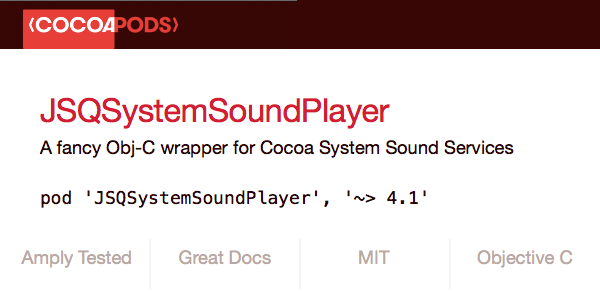 ‹COCOAPODS›
JSQSystemSoundPlayer
A fancy Obj-C wrapper for Cocoa System Sound Services
pod 'JSQSystemSoundPlayer', '~> 4.1'
Amply Tested
Great Docs
MIT
Objective C